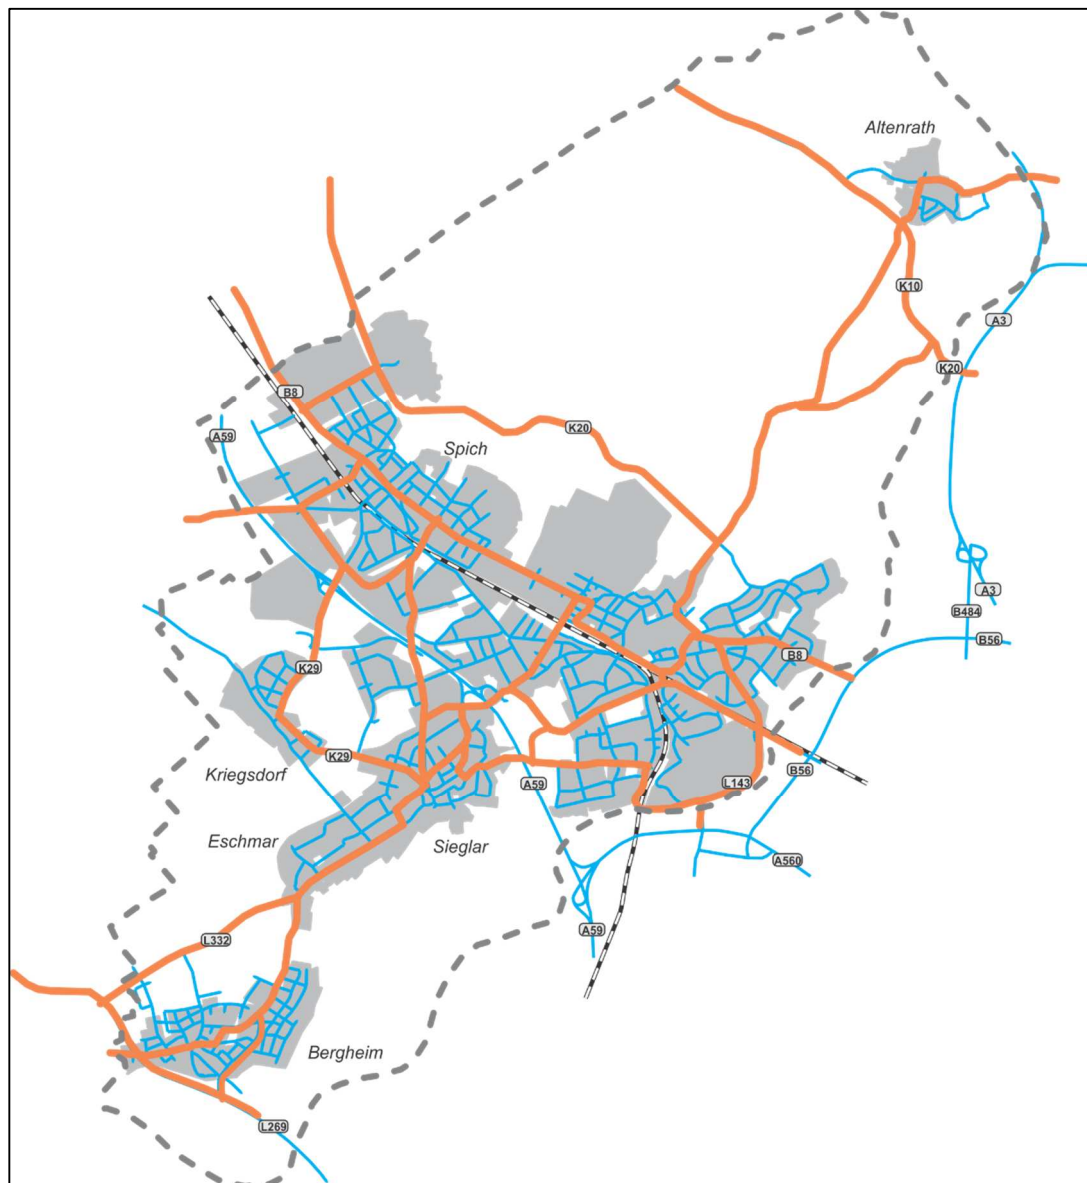 Altenrath
K10
A3
K20
B8
A59
K20
Spich
A3
B484
B56
B8
K29
K29
Kriegsdorf
A59
L143
B56
Eschmar
Sieglar
A560
A59
L332
Bergheim
L269